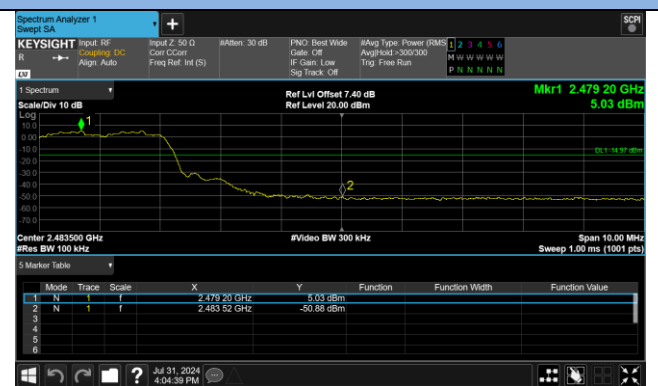 Spectrum Analyzer 1
Swept SA
+
SCPI
KEYSIGHT
R
LXI
Input: RF
Coupling: DC
Align: Auto
Input Z: 50 Ω
Corr CCorr
Freq Ref: Int (S)
#Atten: 30 dB
PNO: Best Wide
Gate: Off
IF Gain: Low
Sig Track: Off
#Avg Type: Power (RMS
Avg|Hold:>300/300
Trig: Free Run
1 2 3 4 5 6
M W W W W W
P N N N N N
1 Spectrum
Scale/Div 10 dB
Ref Lvl Offset 7.40 dB
Ref Level 20.00 dBm
Mkr1 2.479 20 GHz
5.03 dBm
Log
10.0
0.00
-10.0
-20.0
-30.0
-40.0
-50.0
-60.0
-70.0
1
2
DL1 -14.97 dBm
Center 2.483500 GHz
#Res BW 100 kHz
#Video BW 300 kHz
Span 10.00 MHz
Sweep 1.00 ms (1001 pts)
5 Marker Table
Mode Trace Scale X Y Function Function Width Function Value
1 N 1 f 2.479 20 GHz 5.03 dBm
2 N 1 f 2.483 52 GHz -50.88 dBm
3
4
5
6
?
Jul 31, 2024
4:04:39 PM